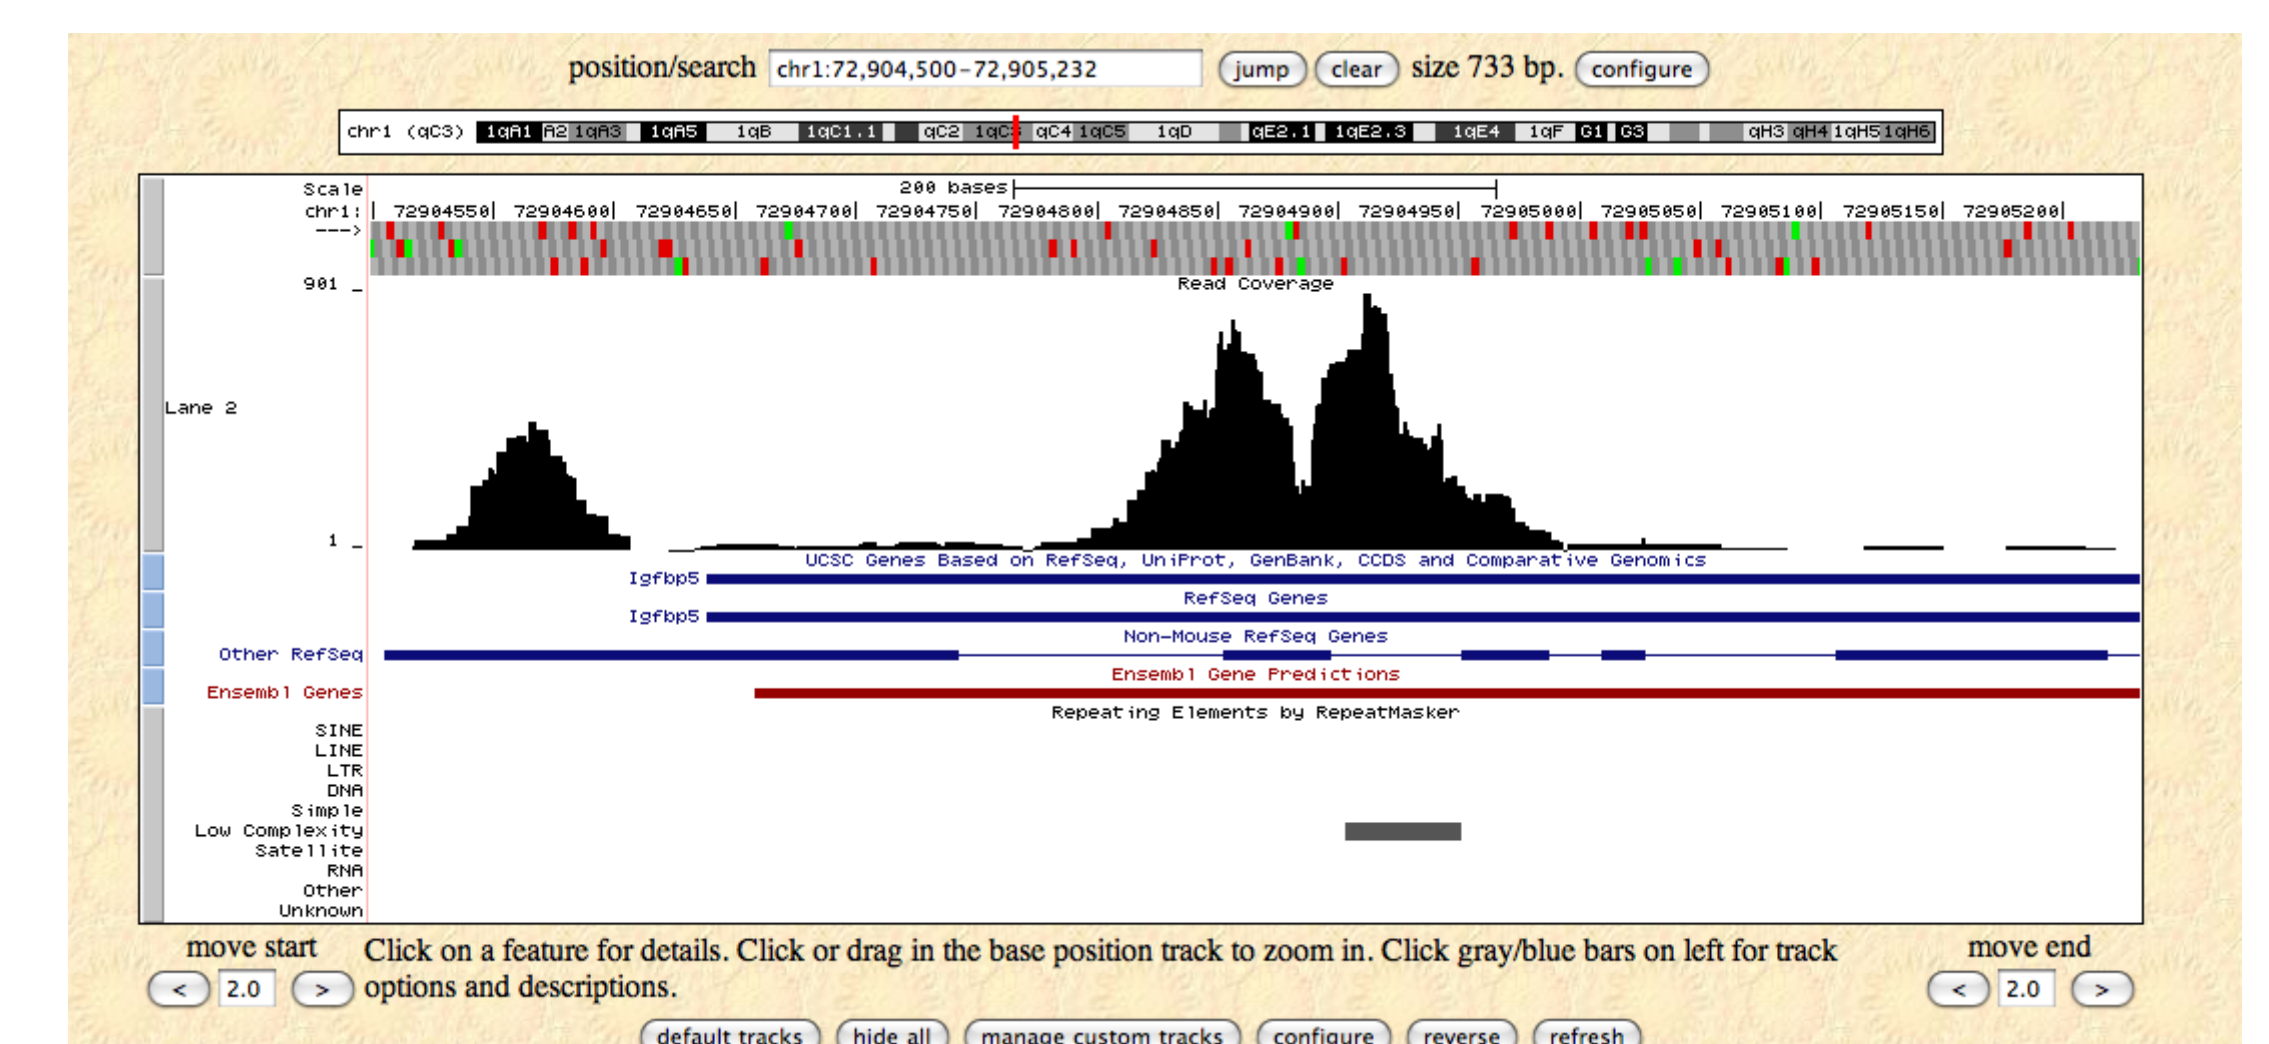 position/search chr1:72,904,500-72,905,232 jump clear size 733 bp. configure
chr1 (qC3) 1qA1 A2 1qA3 1qA5 1qB 1qC1.1 qC2 1qC3 qC4 1qC5 1qD qE2.1 1qE2.3 1qE4 1qF G1 G3 qH3 qH4 1qH5 1qH6
Scale 200 bases
chr1: 72904550 72904600 72904650 72904700 72904750 72904800 72904850 72904900 72904950 72905000 72905050 72905100 72905150 72905200
--->
901 _ Read Coverage
Lane 2
1 _
UCSC Genes Based on RefSeq, UniProt, GenBank, CCDS and Comparative Genomics
Igfbp5
RefSeq Genes
Igfbp5
Non-Mouse RefSeq Genes
Other RefSeq
Ensembl Gene Predictions
Ensembl Genes
Repeating Elements by RepeatMasker
SINE
LINE
LTR
DNA
Simple
Low Complexity
Satellite
RNA
Other
Unknown
move start Click on a feature for details. Click or drag in the base position track to zoom in. Click gray/blue bars on left for track move end
< 2.0 > options and descriptions. < 2.0 >
default tracks hide all manage custom tracks configure reverse refresh